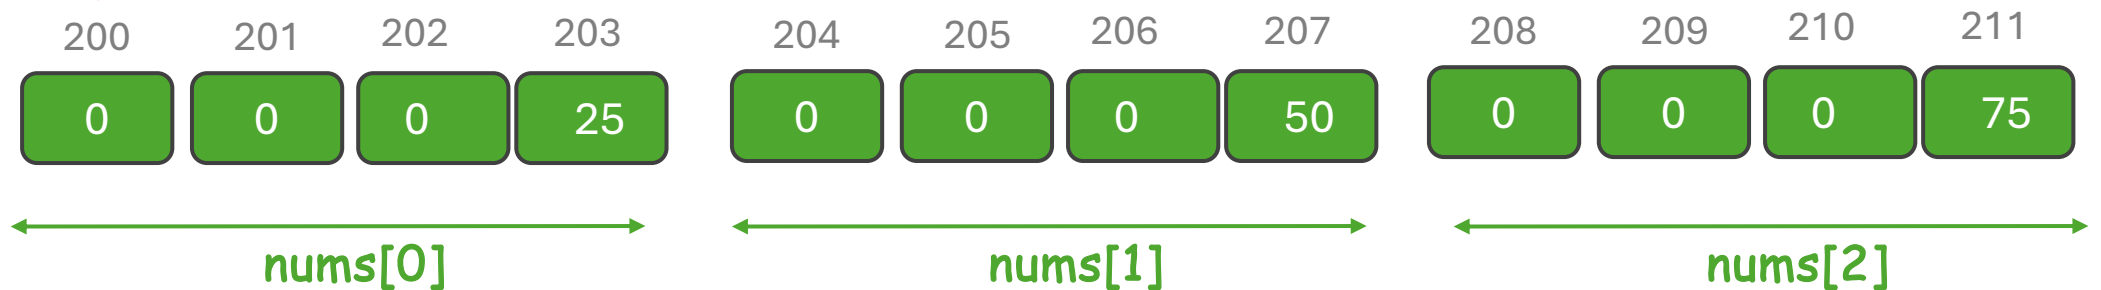 200 201 202 203 204 205 206 207 208 209 210 211
0 0 0 25 0 0 0 50 0 0 0 75
nums[0] nums[1] nums[2]